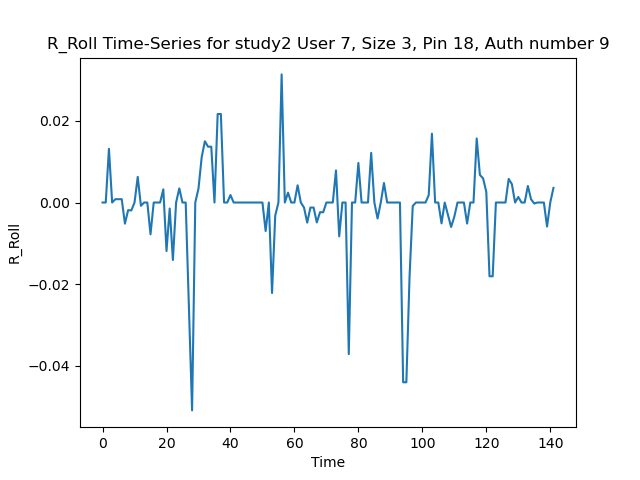 R_Roll Time-Series for study2 User 7, Size 3, Pin 18, Auth number 9
R_Roll
0.02
0.00
−0.02
−0.04
0 20 40 60 80 100 120 140
Time